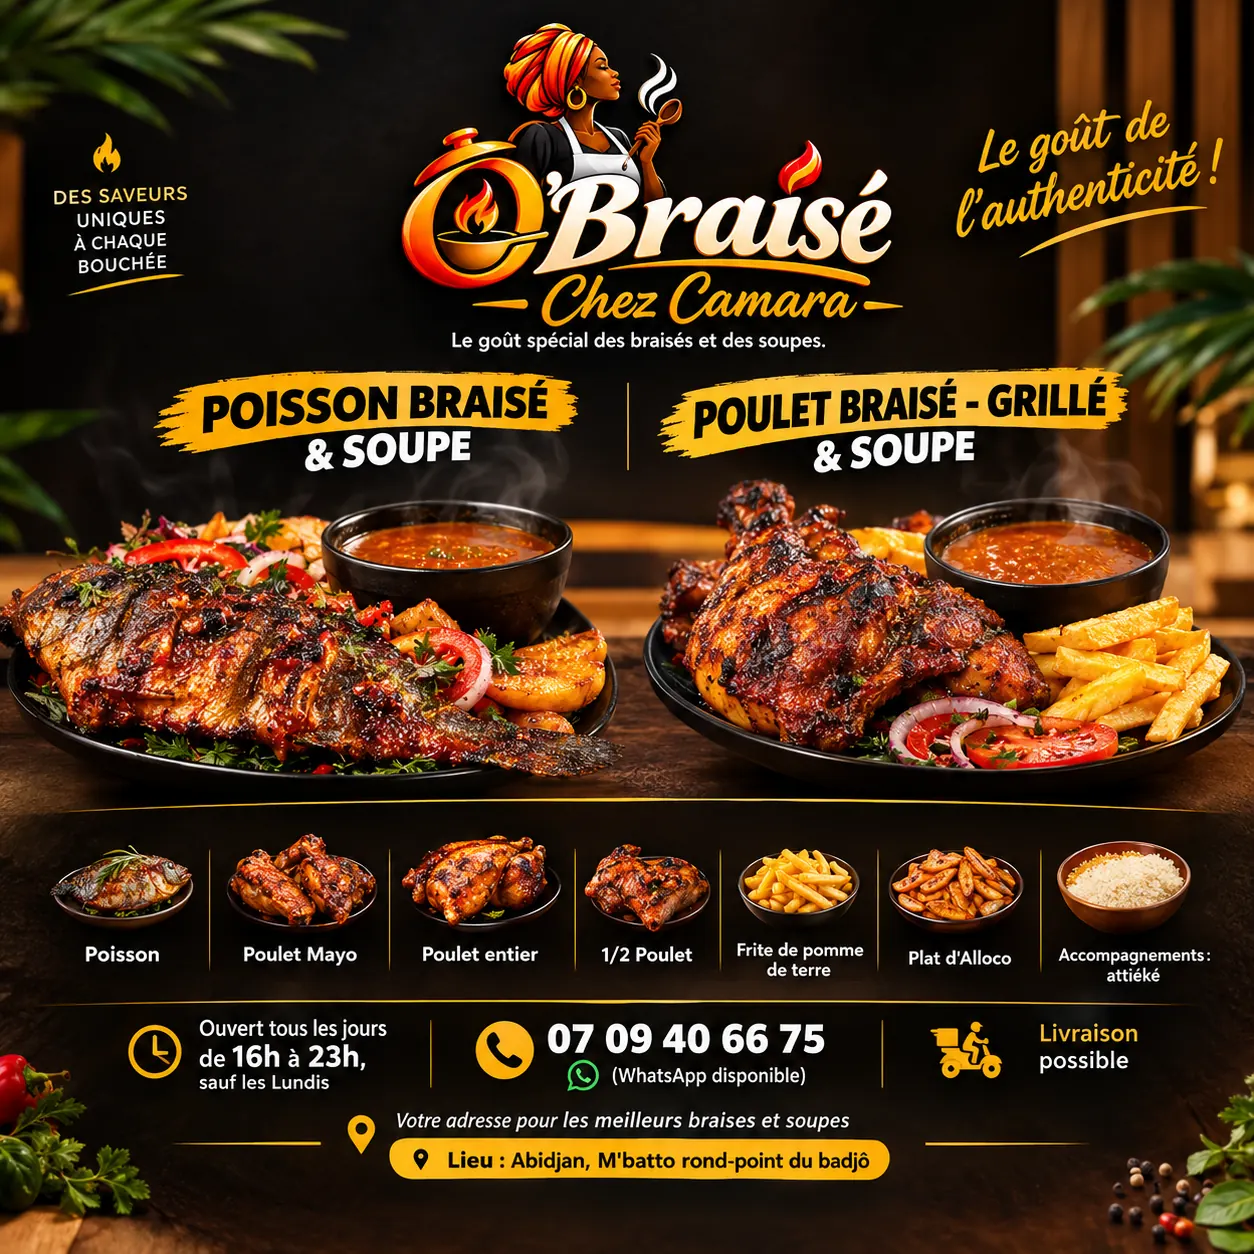 DES SAVEURS
UNIQUES
À CHAQUE
BOUCHÉE
O'Braisé
Chez Camara
Le goût spécial des braisés et des soupes.
Le goût de
l'authenticité !
POISSON BRAISÉ
& SOUPE
POULET BRAISÉ - GRILLÉ
& SOUPE
Poisson
Poulet Mayo
Poulet entier
1/2 Poulet
Frite de pomme
de terre
Plat d'Alloco
Accompagnements :
attiéké
Ouvert tous les jours
de 16h à 23h,
sauf les Lundis
07 09 40 66 75
(WhatsApp disponible)
Livraison
possible
Votre adresse pour les meilleurs braises et soupes
Lieu : Abidjan, M'batto rond-point du badjô